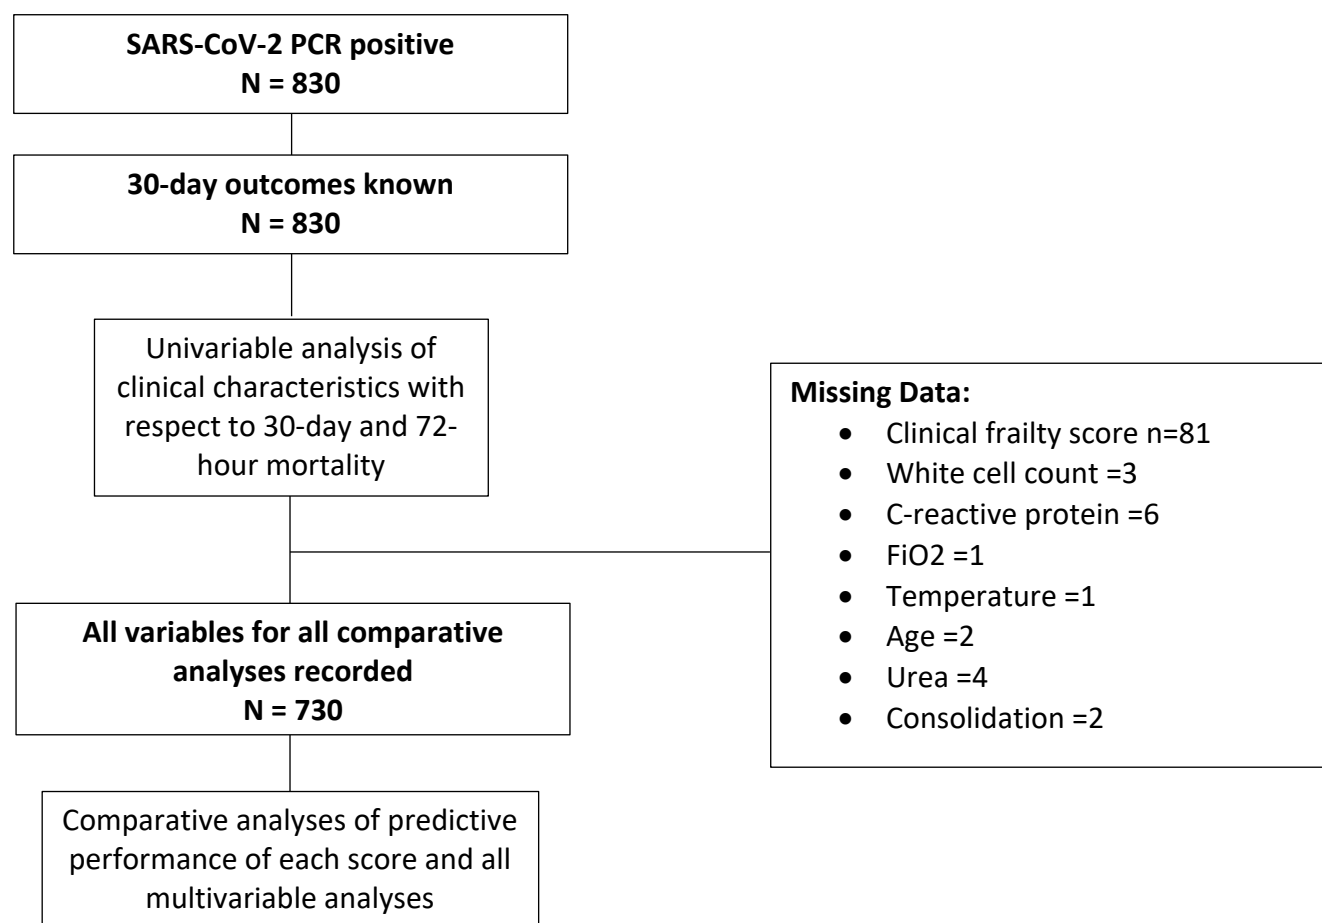 SARS-CoV-2 PCR positive
N = 830
30-day outcomes known
N = 830
Univariable analysis of
clinical characteristics with
respect to 30-day and 72-
hour mortality
Missing Data:
• Clinical frailty score n=81
• White cell count =3
• C-reactive protein =6
• FiO2 =1
• Temperature =1
• Age =2
• Urea =4
• Consolidation =2
All variables for all comparative
analyses recorded
N = 730
Comparative analyses of predictive
performance of each score and all
multivariable analyses